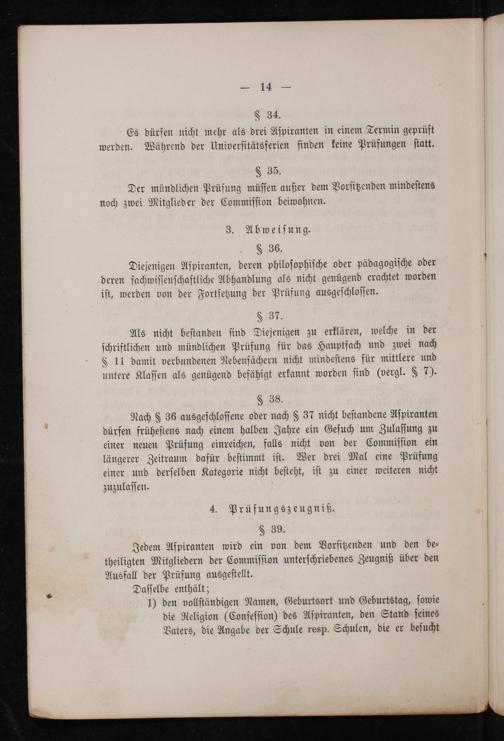 — 14 —
§ 34.
Es dürfen nicht mehr als drei Aspiranten in einem Termin geprüft
werden. Während der Universitätsferien finden keine Prüfungen statt.
§ 35.
Der mündlichen Prüfung müssen außer dem Vorsitzenden mindestens
noch zwei Mitglieder der Commission beiwohnen.
3. Abweisung.
§ 36.
Diejenigen Aspiranten, deren philosophische oder pädagogische oder
deren fachwissenschaftliche Abhandlung als nicht genügend erachtet worden
ist, werden von der Fortsetzung der Prüfung ausgeschlossen.
§ 37.
Als nicht bestanden sind Diejenigen zu erklären, welche in der
schriftlichen und mündlichen Prüfung für das Hauptfach und zwei nach
§ 11 damit verbundenen Nebenfächern nicht mindestens für mittlere und
untere Klassen als genügend befähigt erkannt worden sind (vergl. § 7).
§ 38.
Nach § 36 ausgeschlossene oder nach § 37 nicht bestandene Aspiranten
dürfen frühestens nach einem halben Jahre ein Gesuch um Zulassung zu
einer neuen Prüfung einreichen, falls nicht von der Commission ein
längerer Zeitraum dafür bestimmt ist. Wer drei Mal eine Prüfung
einer und derselben Kategorie nicht besteht, ist zu einer weiteren nicht
zuzulassen.
4. Prüfungszeugniß.
§ 39.
Jedem Aspiranten wird ein von dem Vorsitzenden und den be-
theiligten Mitgliedern der Commission unterschriebenes Zeugniß über den
Ausfall der Prüfung ausgestellt.
Dasselbe enthält;
1) den vollständigen Namen, Geburtsort und Geburtstag, sowie
die Religion (Confession) des Aspiranten, den Stand seines
Vaters, die Angabe der Schule resp. Schulen, die er besucht